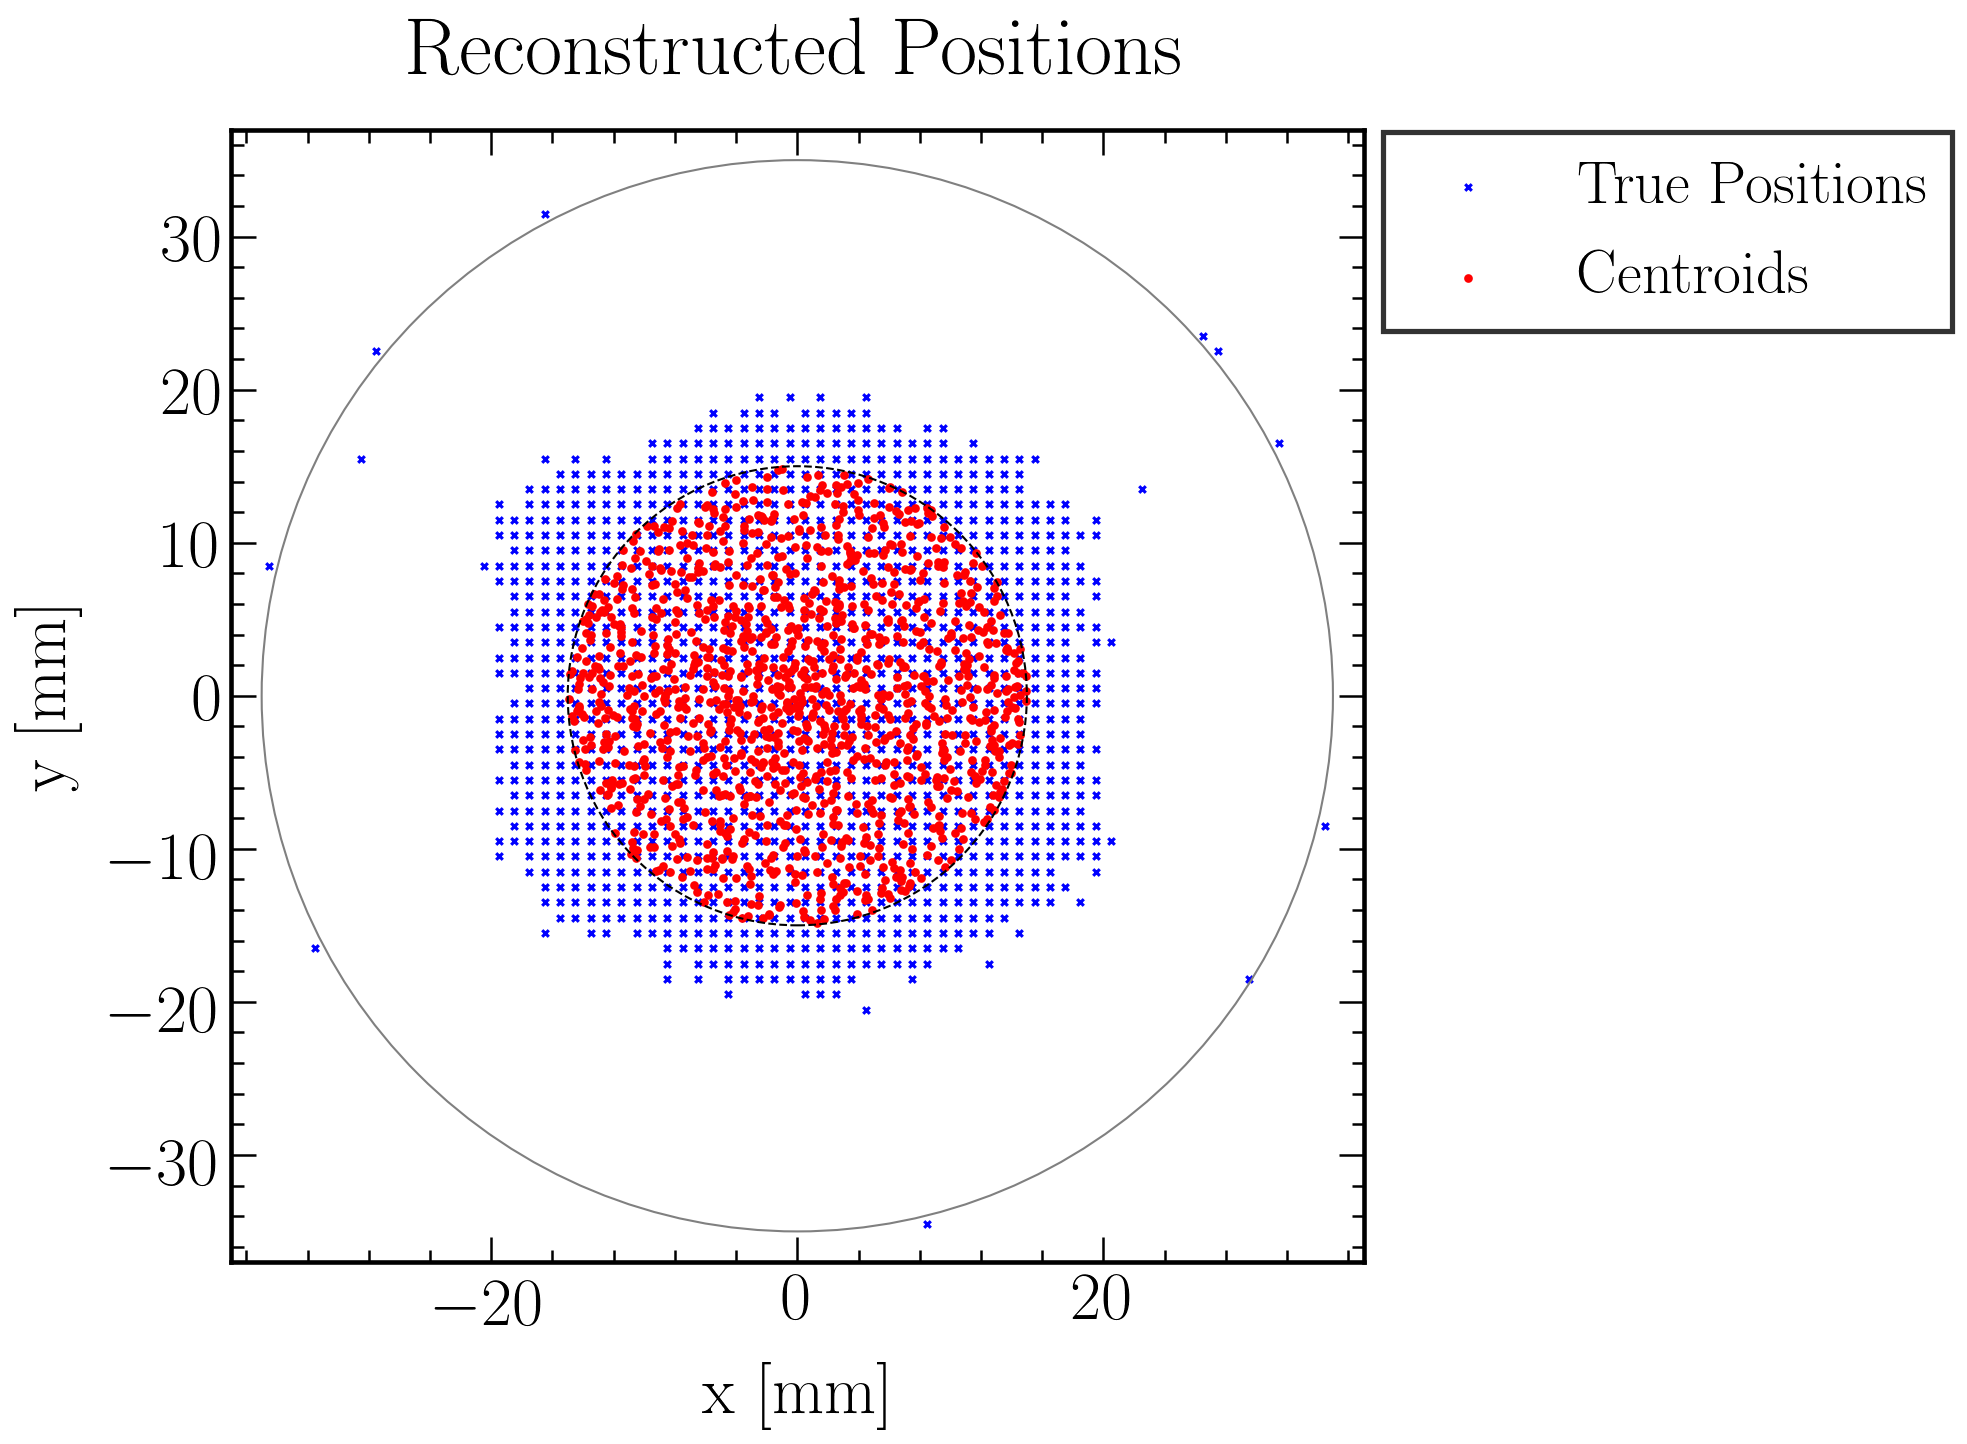 Reconstructed Positions
True Positions
Centroids
30
20
10
0
−10
−20
−30
y [mm]
−20 0 20
x [mm]